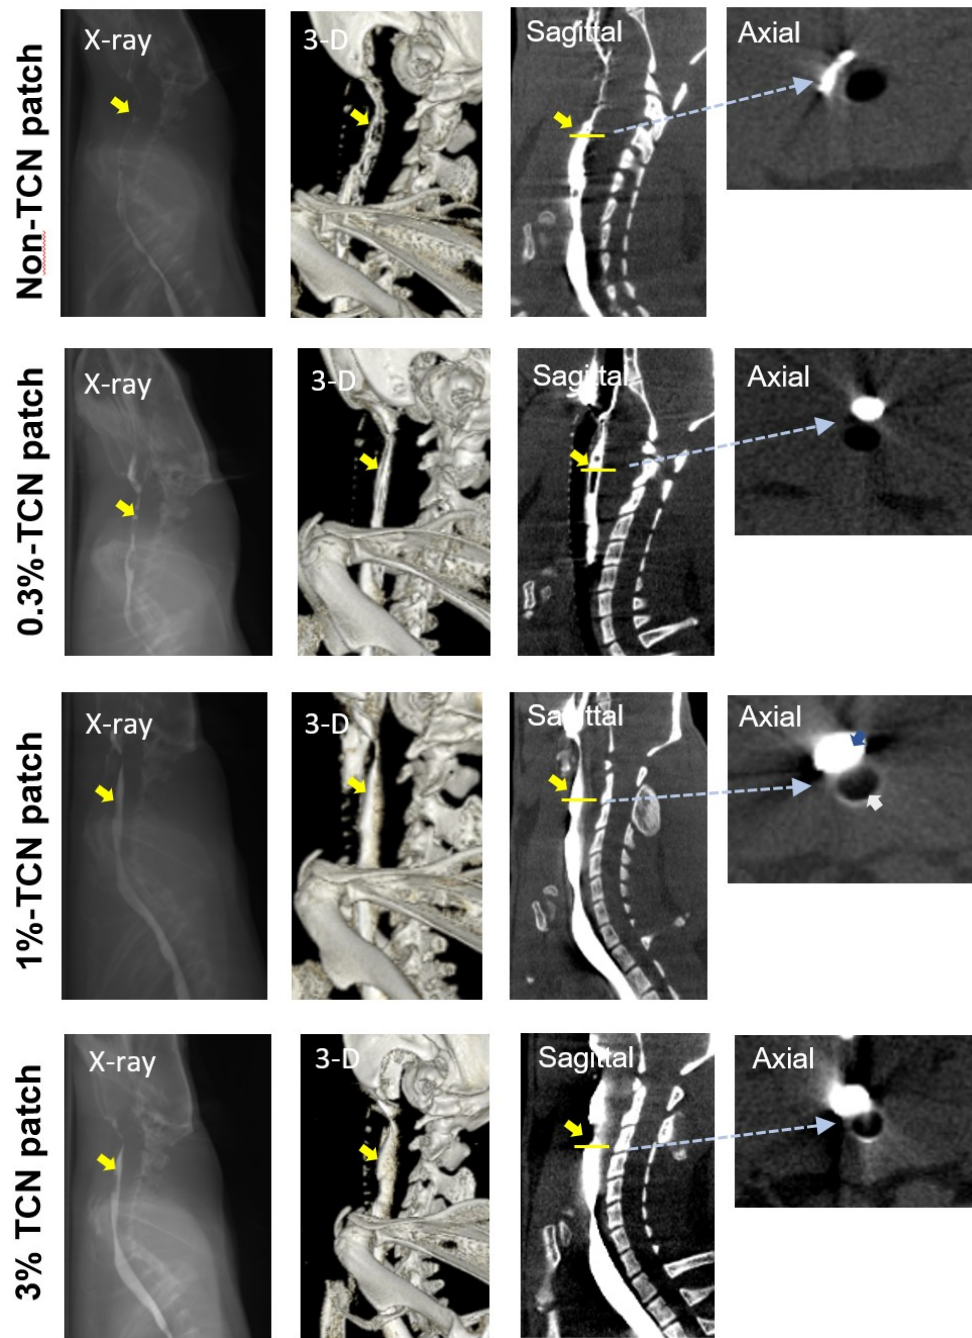 Non-TCN patch
X-ray
3-D
Sagittal
Axial
0.3%-TCN patch
X-ray
3-D
Sagittal
Axial
1%-TCN patch
X-ray
3-D
Sagittal
Axial
3% TCN patch
X-ray
3-D
Sagittal
Axial